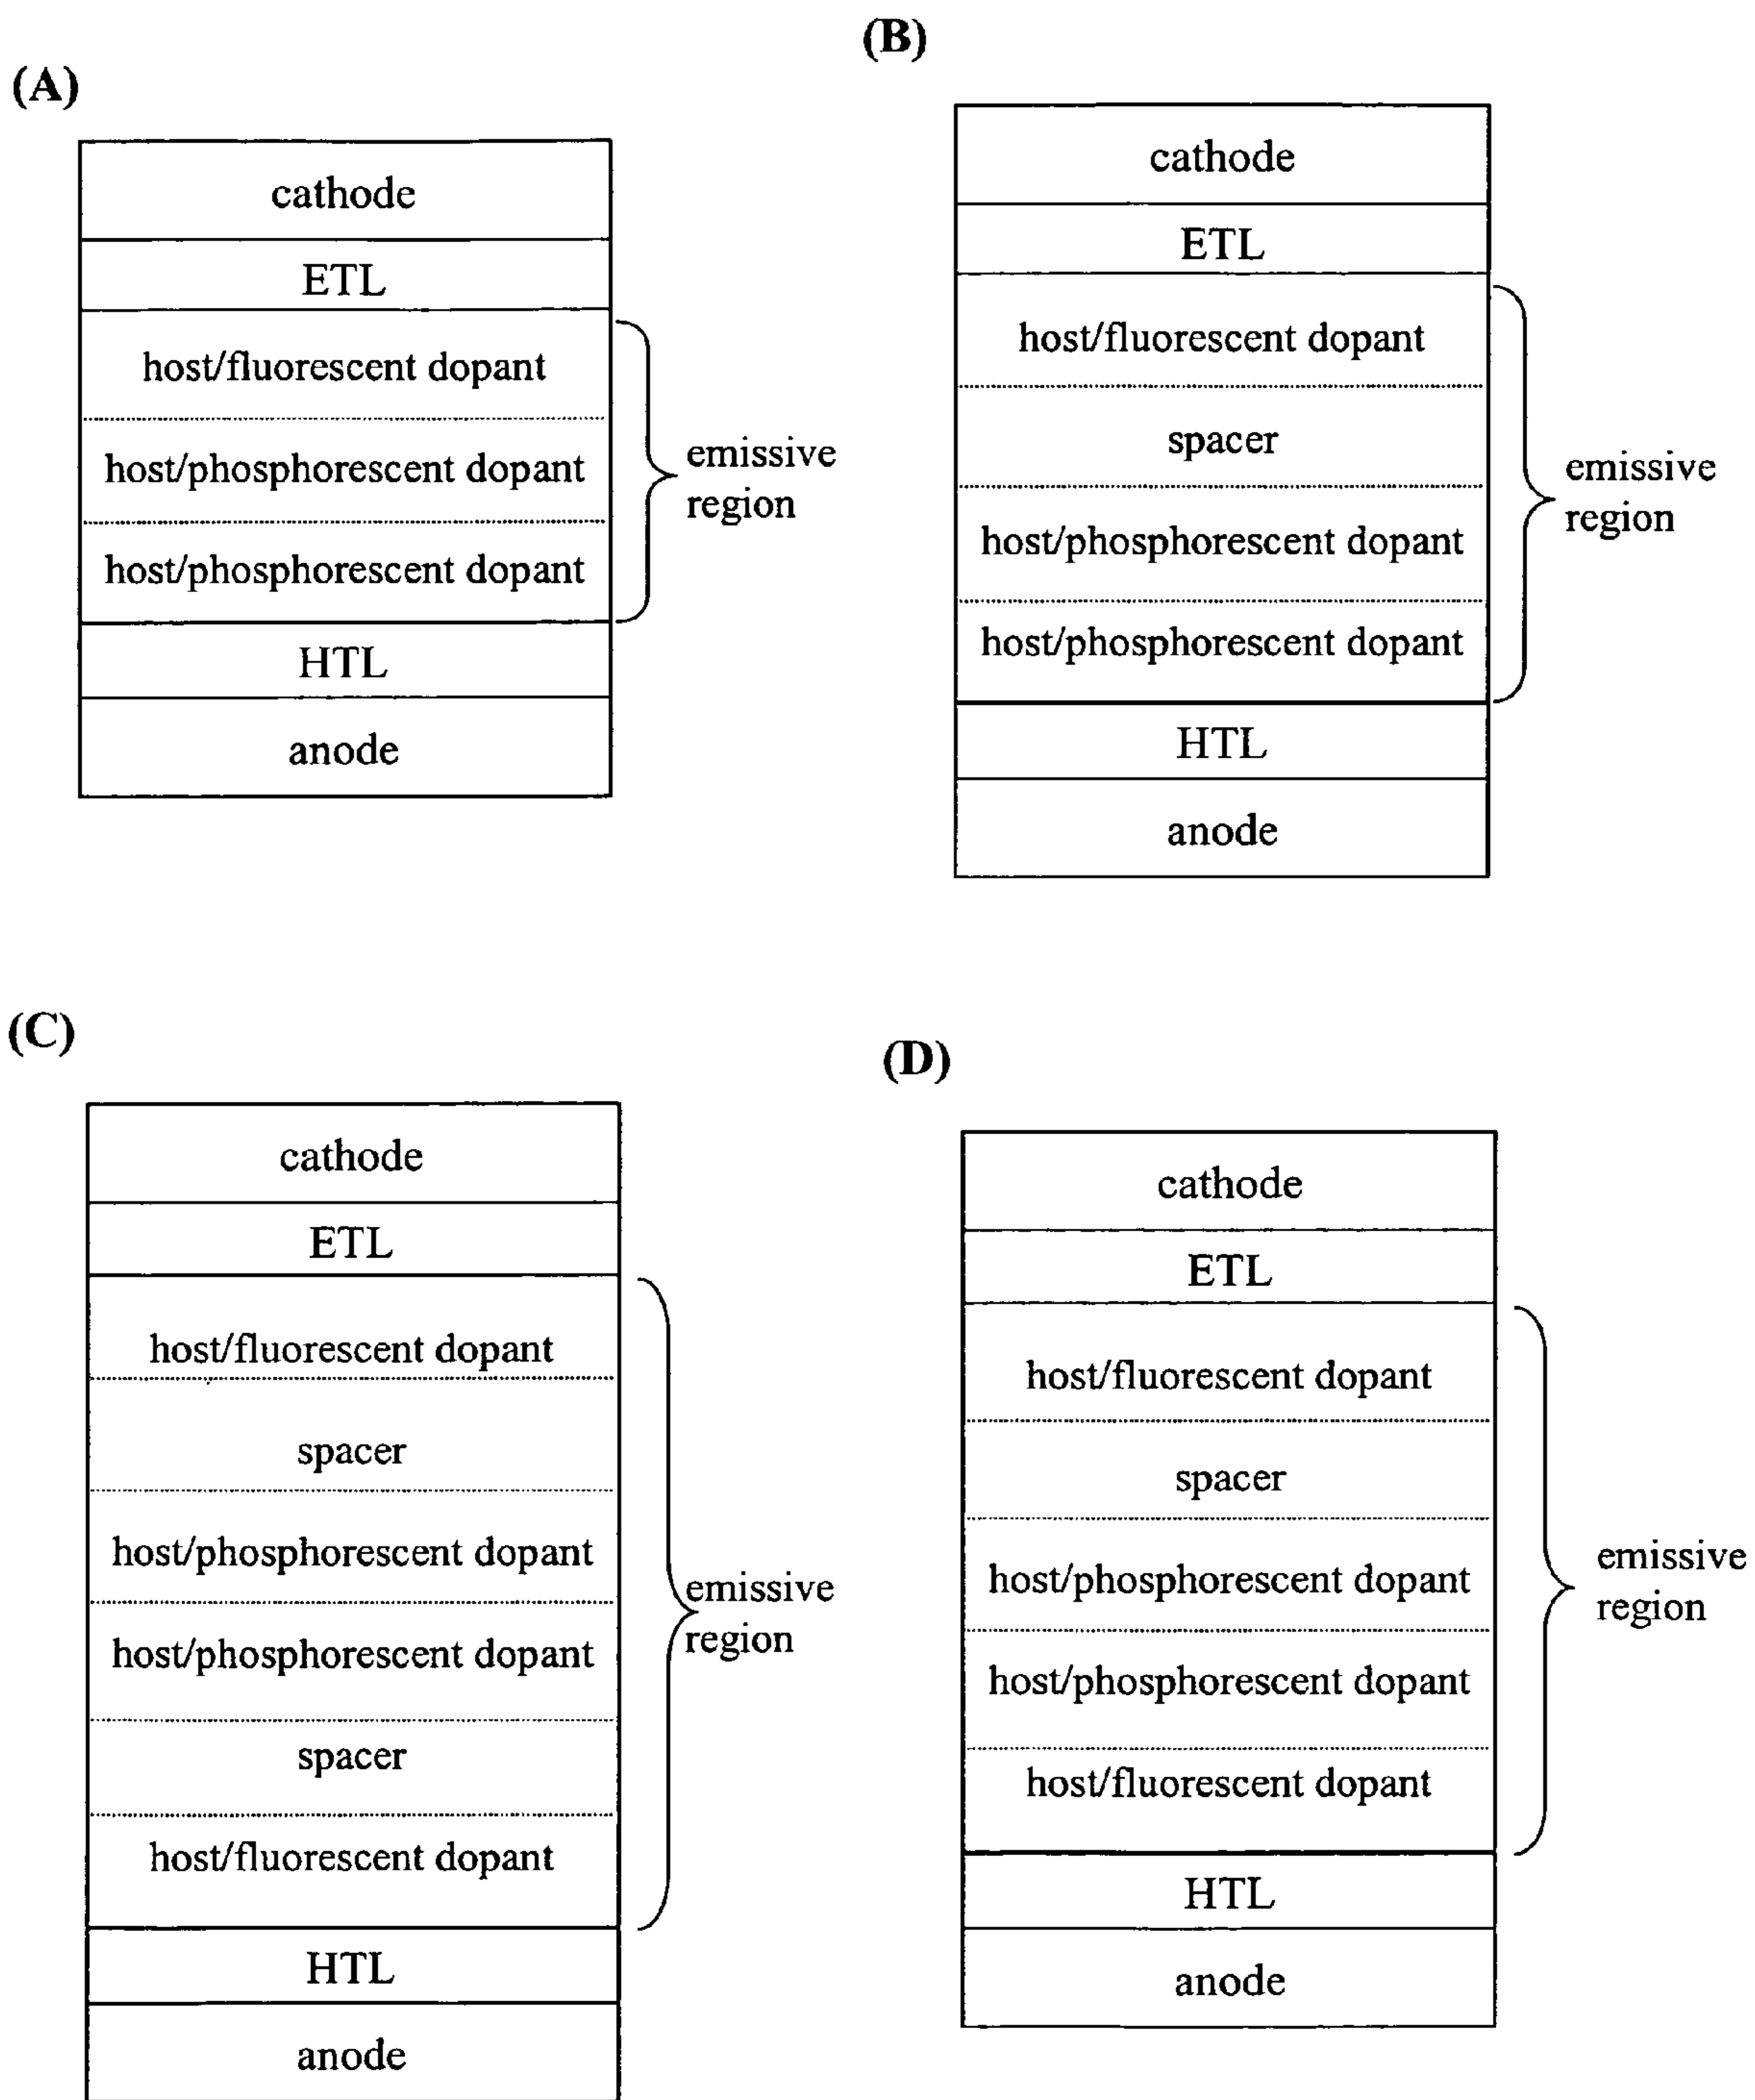 (A)
cathode
ETL
host/fluorescent dopant
host/phosphorescent dopant
host/phosphorescent dopant
HTL
anode
emissive
region
(B)
cathode
ETL
host/fluorescent dopant
spacer
host/phosphorescent dopant
host/phosphorescent dopant
HTL
anode
emissive
region
(C)
cathode
ETL
host/fluorescent dopant
spacer
host/phosphorescent dopant
host/phosphorescent dopant
spacer
host/fluorescent dopant
HTL
anode
emissive
region
(D)
cathode
ETL
host/fluorescent dopant
spacer
host/phosphorescent dopant
host/phosphorescent dopant
host/fluorescent dopant
HTL
anode
emissive
region